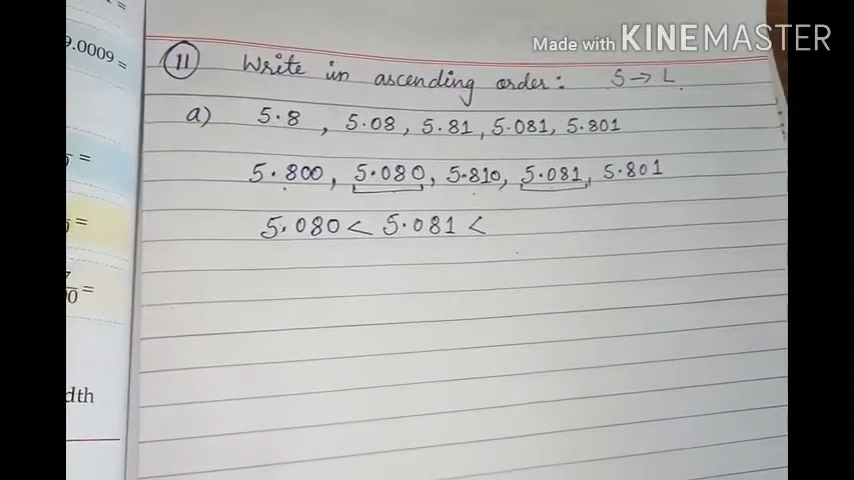 Made with KINEMASTER
9.0009 =
11 Write in ascending order: S → L
a) 5.8, 5.08, 5.81, 5.081, 5.801
=
5.800, 5.080, 5.810, 5.081, 5.801
=
5.080 < 5.081 <
=
dth